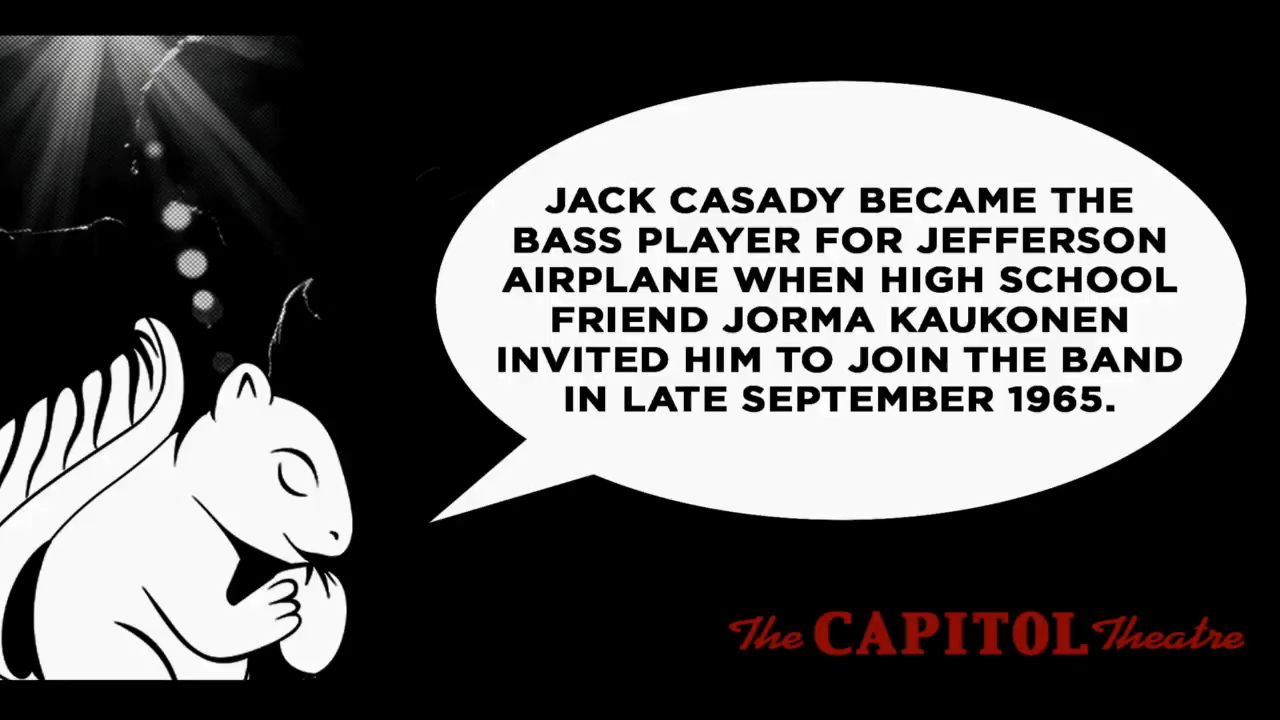 JACK CASADY BECAME THE
BASS PLAYER FOR JEFFERSON
AIRPLANE WHEN HIGH SCHOOL
FRIEND JORMA KAUKONEN
INVITED HIM TO JOIN THE BAND
IN LATE SEPTEMBER 1965.
The CAPITOL Theatre